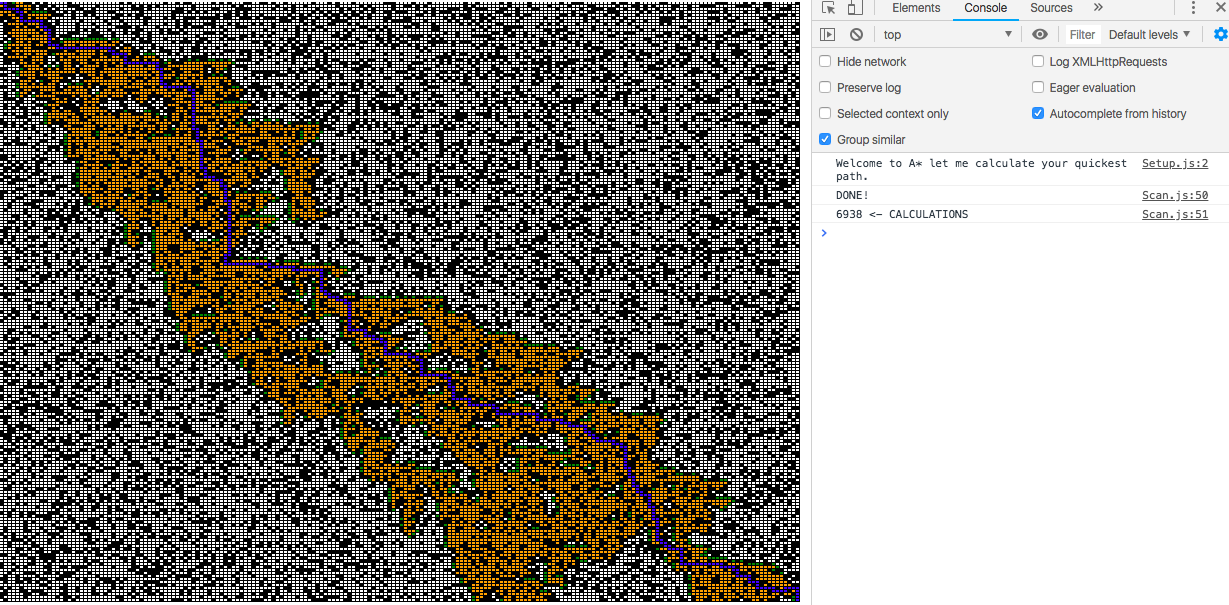 Elements Console Sources »
top ▼ Filter Default levels ▼
Hide network Log XMLHttpRequests
Preserve log Eager evaluation
Selected context only Autocomplete from history
Group similar
Welcome to A* let me calculate your quickest Setup.js:2
path.
DONE! Scan.js:50
6938 <- CALCULATIONS Scan.js:51
>